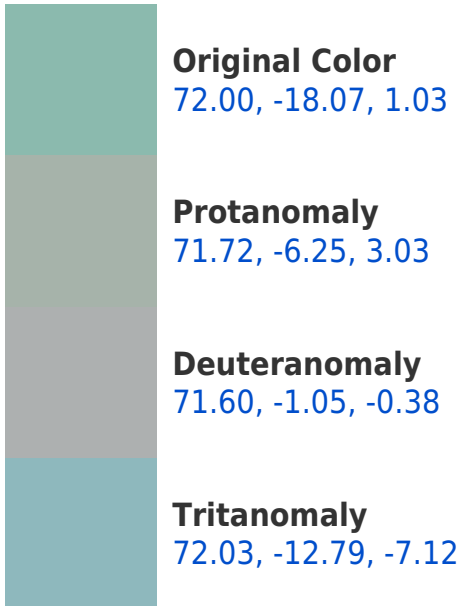 Original Color
72.00, -18.07, 1.03
Protanomaly
71.72, -6.25, 3.03
Deuteranomaly
71.60, -1.05, -0.38
Tritanomaly
72.03, -12.79, -7.12